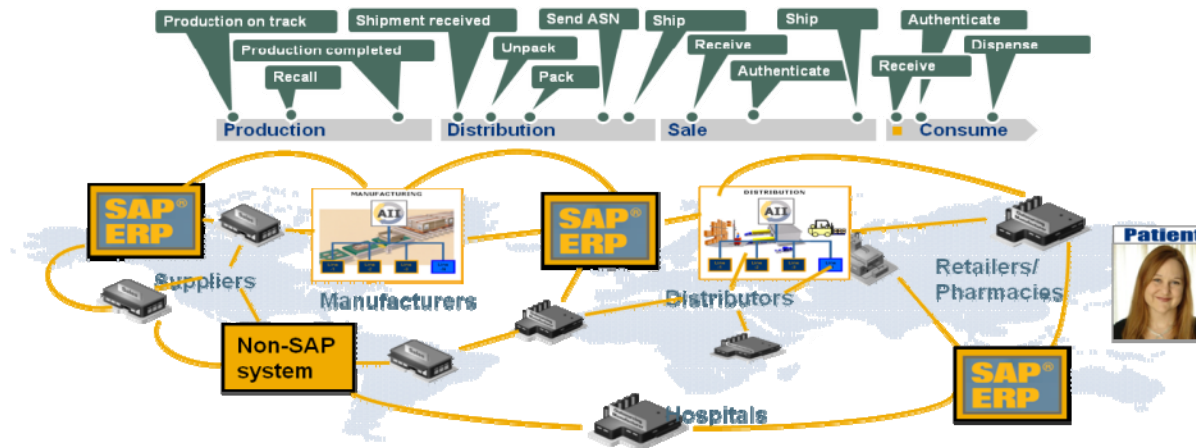 Production on track
Shipment received
Send ASN
Ship
Ship
Authenticate
Production completed
Unpack
Receive
Dispense
Recall
Pack
Authenticate
Receive
Production
Distribution
Sale
Consume
MANUFACTURING
DISTRIBUTION
SAP®
ERP
AII
SAP®
ERP
AII
Patient
Suppliers
Manufacturers
Distributors
Retailers/
Pharmacies
Non-SAP
system
SAP®
ERP
Hospitals